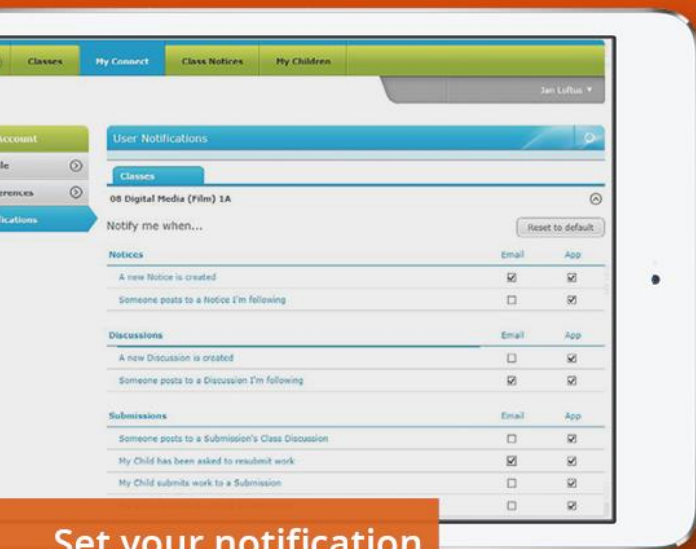 Classes My Connect Class Notices My Children
Jan Loftus
Account
User Notifications
Classes
08 Digital Media (Film) 1A
Notify me when...
Reset to default
Notices Email App
A new Notice is created
Someone posts to a Notice I'm following
Discussions Email App
A new Discussion is created
Someone posts to a Discussion I'm following
Submissions Email App
Someone posts to a Submission's Class Discussion
My Child has been asked to resubmit work
My Child submits work to a Submission
Set your notification